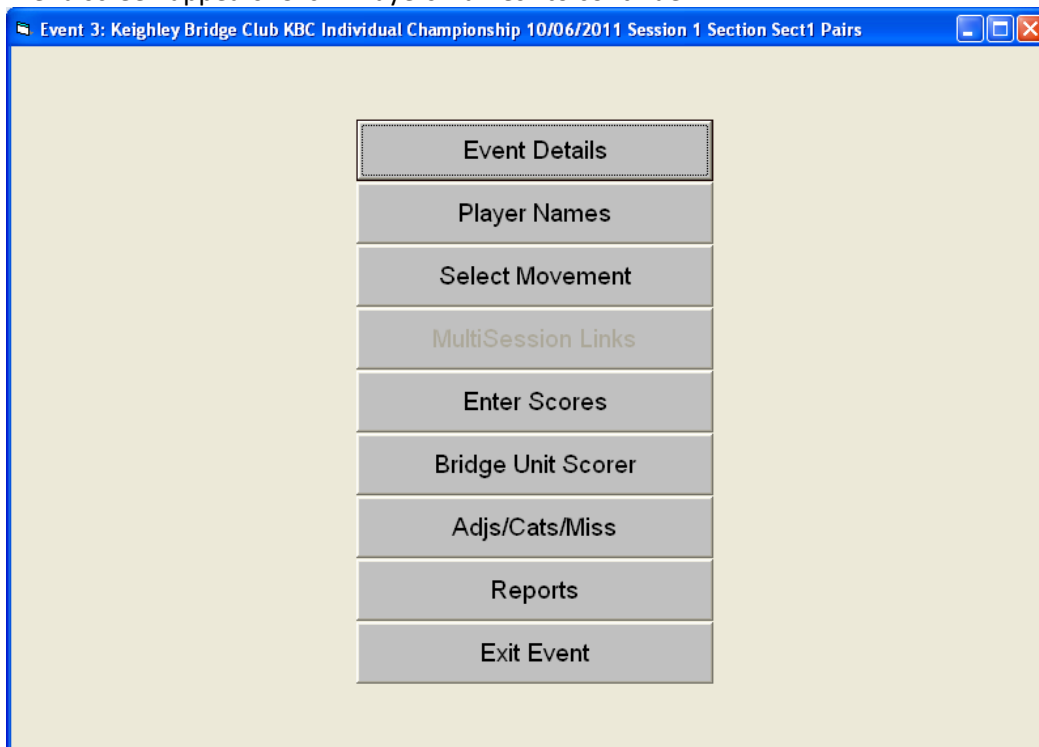 Event 3: Keighley Bridge Club KBC Individual Championship 10/06/2011 Session 1 Section Sect1 Pairs
Event Details
Player Names
Select Movement
MultiSession Links
Enter Scores
Bridge Unit Scorer
Adjs/Cats/Miss
Reports
Exit Event